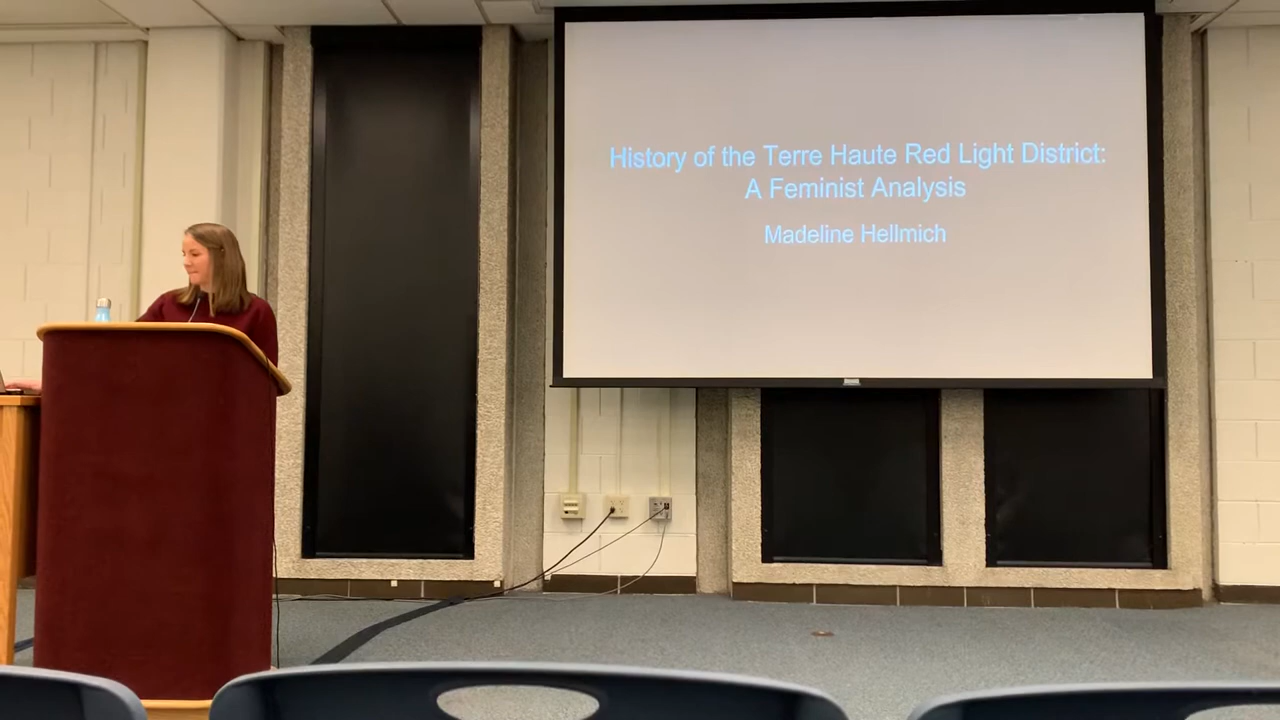 History of the Terre Haute Red Light District:
A Feminist Analysis
Madeline Hellmich